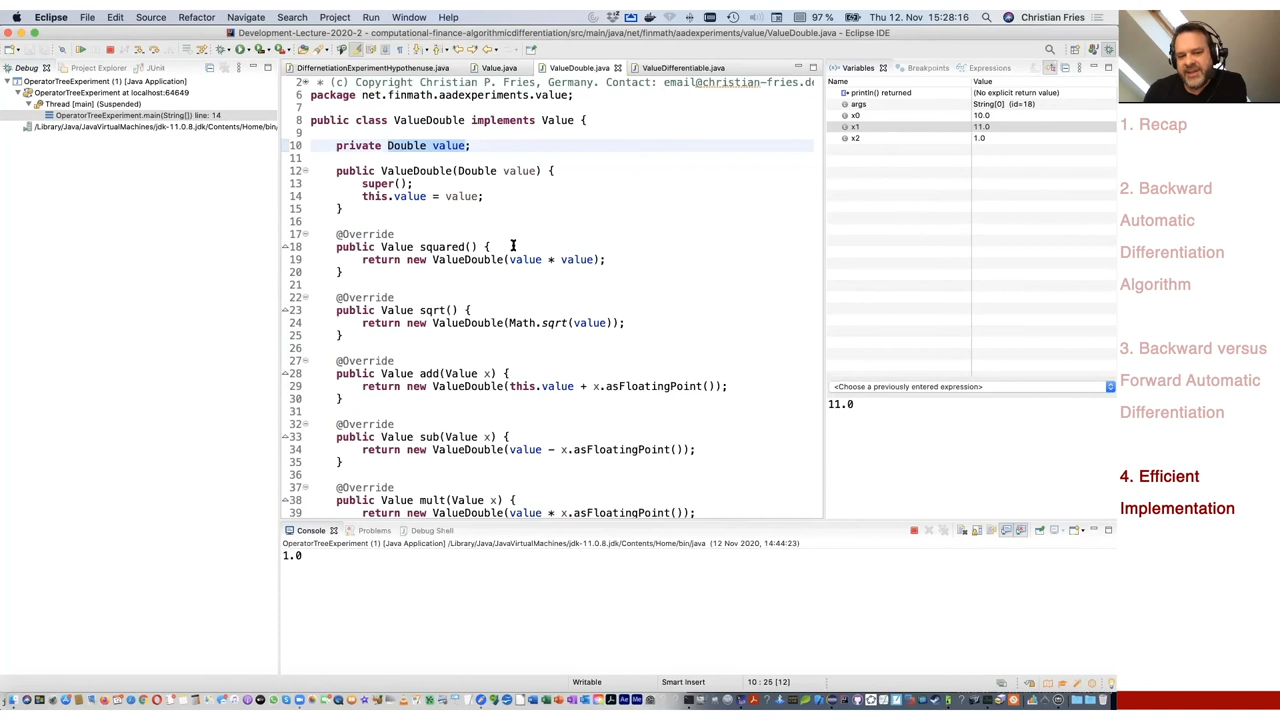 Eclipse File Edit Source Refactor Navigate Search Project Run Window Help 97 % Thu 12. Nov 15:28:16 Christian Fries
Development-Lecture-2020-2 - computational-finance-algorithmicdifferentiation/src/main/java/net/finmath/aadexperiments/value/ValueDouble.java - Eclipse IDE
Debug Project Explorer JUnit
OperatorTreeExperiment [Java Application]
OperatorTreeExperiment at localhost:64649
Thread [main] (Suspended)
OperatorTreeExperiment.main(String[]) line: 14
/Library/Java/JavaVirtualMachines/jdk-11.0.8.jdk/Contents/Home/bin/
DiffernetiationExperimentHypothenuse.java Value.java ValueDouble.java ValueDifferentiable.java
2 * (c) Copyright Christian P. Fries, Germany. Contact: email@christian-fries.de
6 package net.finmath.aadexperiments.value;
7
8 public class ValueDouble implements Value {
9
10 private Double value;
11
12 public ValueDouble(Double value) {
13 super();
14 this.value = value;
15 }
16
17 @Override
18 public Value squared() {
19 return new ValueDouble(value * value);
20 }
21
22 @Override
23 public Value sqrt() {
24 return new ValueDouble(Math.sqrt(value));
25 }
26
27 @Override
28 public Value add(Value x) {
29 return new ValueDouble(this.value + x.asFloatingPoint());
30 }
31
32 @Override
33 public Value sub(Value x) {
34 return new ValueDouble(value - x.asFloatingPoint());
35 }
36
37 @Override
38 public Value mult(Value x) {
39 return new ValueDouble(value * x.asFloatingPoint());
Variables Breakpoints Expressions
Name Value
println() returned (No explicit return value)
args String[0] (id=18)
x0 10.0
x1 11.0
x2 1.0
<Choose a previously entered expression>
11.0
Console Problems Debug Shell
OperatorTreeExperiment (1) [Java Application] /Library/Java/JavaVirtualMachines/jdk-11.0.8.jdk/Contents/Home/bin/java (12 Nov 2020, 14:44:23)
1.0
Writable Smart Insert 10 : 25 [12]
1. Recap
2. Backward
Automatic
Differentiation
Algorithm
3. Backward versus
Forward Automatic
Differentiation
4. Efficient
Implementation